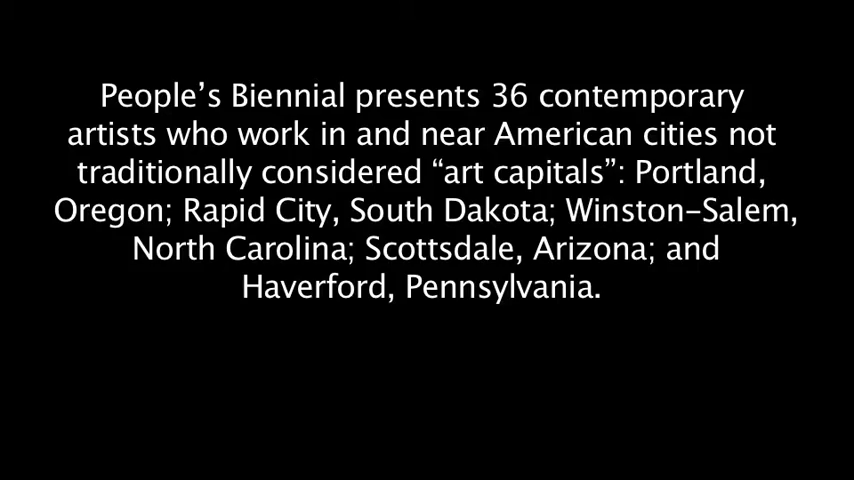 People’s Biennial presents 36 contemporary
artists who work in and near American cities not
traditionally considered “art capitals”: Portland,
Oregon; Rapid City, South Dakota; Winston-Salem,
North Carolina; Scottsdale, Arizona; and
Haverford, Pennsylvania.